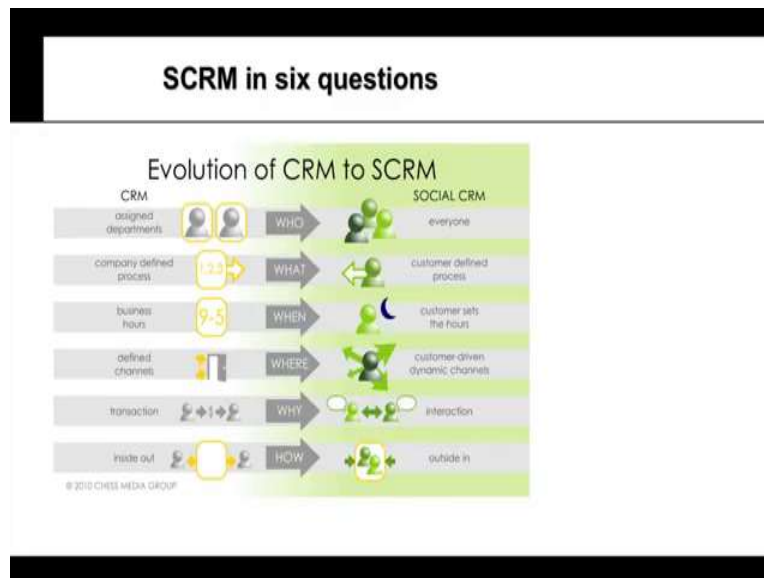 SCRM in six questions
Evolution of CRM to SCRM
CRM
SOCIAL CRM
assigned
departments
WHO
everyone
company defined
process
1,2,3
WHAT
customer defined
process
business
hours
9-5
WHEN
customer sets
the hours
defined
channels
WHERE
customer-driven
dynamic channels
transaction
WHY
interaction
inside out
HOW
outside in
© 2010 CHESS MEDIA GROUP